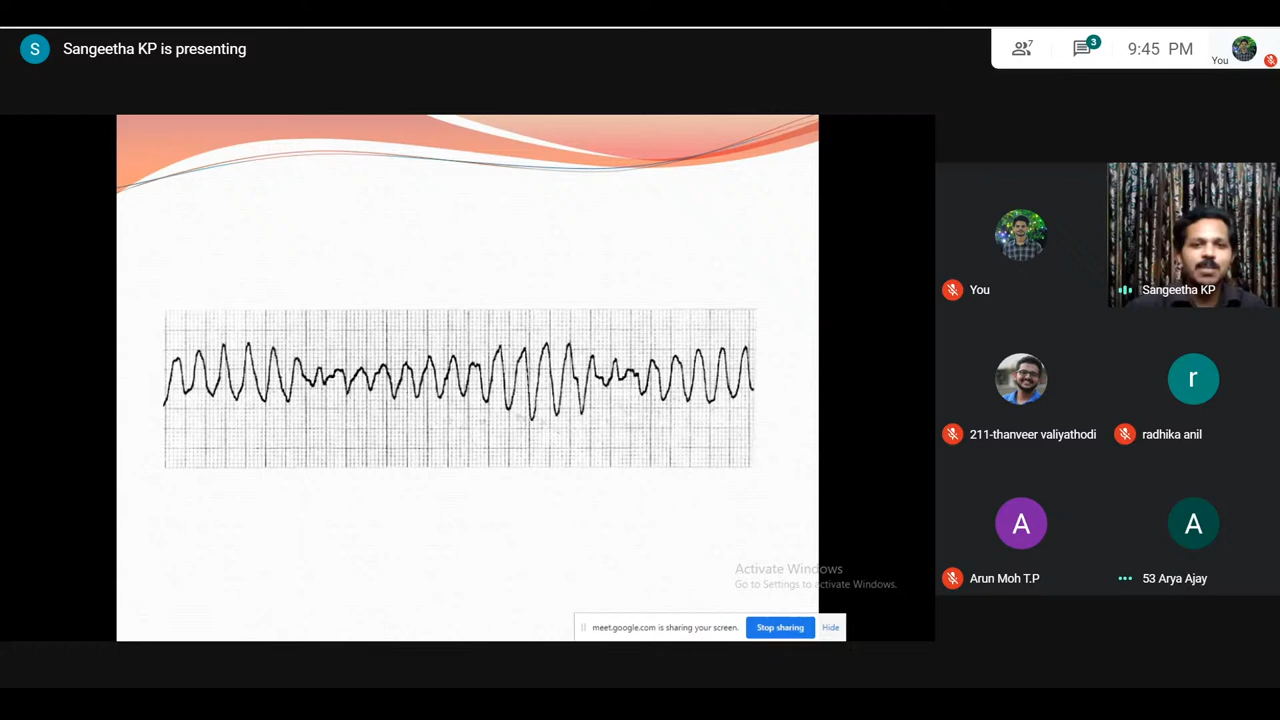 S
Sangeetha KP is presenting
7
3
9:45 PM
You
You
Sangeetha KP
211-thanveer valiyathodi
r
radhika anil
A
Arun Moh T.P
A
53 Arya Ajay
Activate Windows
Go to Settings to activate Windows.
meet.google.com is sharing your screen.
Stop sharing
Hide